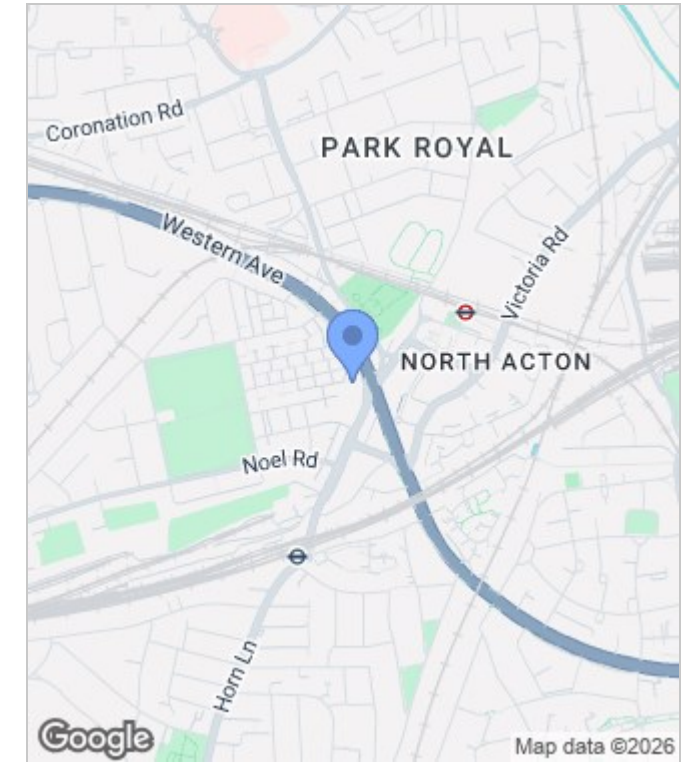 Coronation Rd
PARK ROYAL
Western Ave
Victoria Rd
NORTH ACTON
Noel Rd
Horn Ln
Google
Map data ©2026